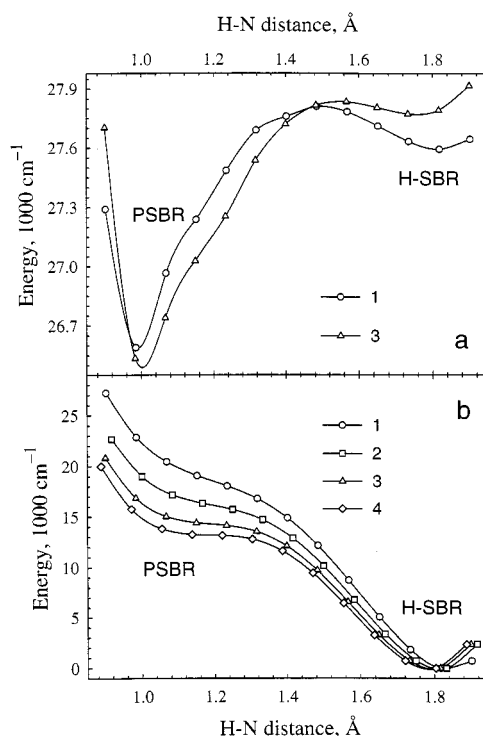 H-N distance, Å
1.0 1.2 1.4 1.6 1.8
27.9
27.6
27.3
27.0
26.7
Energy, 1000 cm⁻¹
PSBR
H-SBR
1
3
a
b
25
20
15
10
5
0
Energy, 1000 cm⁻¹
1
2
3
4
PSBR
H-SBR
1.0 1.2 1.4 1.6 1.8
H-N distance, Å